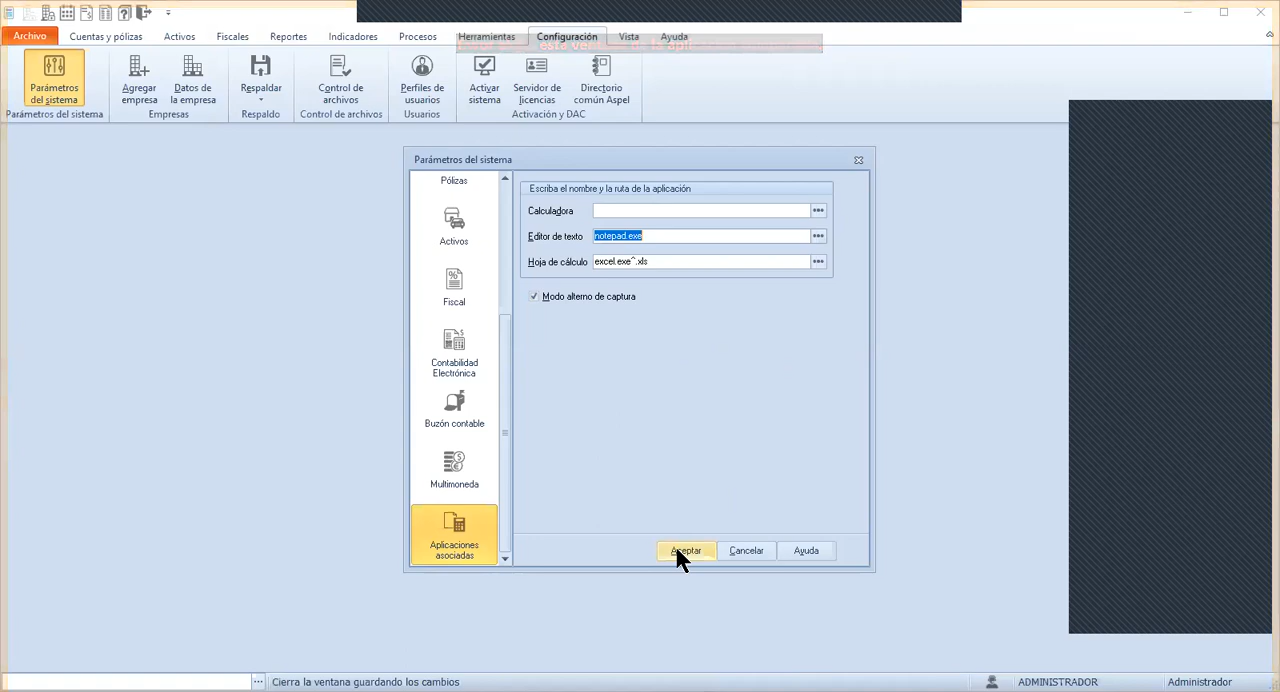 Archivo
Cuentas y pólizas
Activos
Fiscales
Reportes
Indicadores
Procesos
Herramientas
Configuración
Vista
Ayuda
Parámetros
del sistema
Agregar
empresa
Datos de
la empresa
Respaldar
Control de
archivos
Perfiles de
usuarios
Activar
sistema
Servidor de
licencias
Directorio
común Aspel
Parámetros del sistema
Empresas
Respaldo
Control de archivos
Usuarios
Activación y DAC
Parámetros del sistema
Pólizas
Activos
Fiscal
Contabilidad
Electrónica
Buzón contable
Multimoneda
Aplicaciones
asociadas
Escriba el nombre y la ruta de la aplicación
Calculadora
Editor de texto notepad.exe
Hoja de cálculo excel.exe^.xls
Modo alterno de captura
Aceptar
Cancelar
Ayuda
Cierra la ventana guardando los cambios
ADMINISTRADOR
Administrador